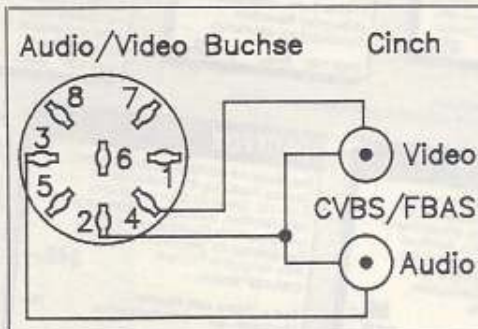 Audio/Video Buchse Cinch
8 7
3 6 1
5 2 4
Video
CVBS/FBAS
Audio